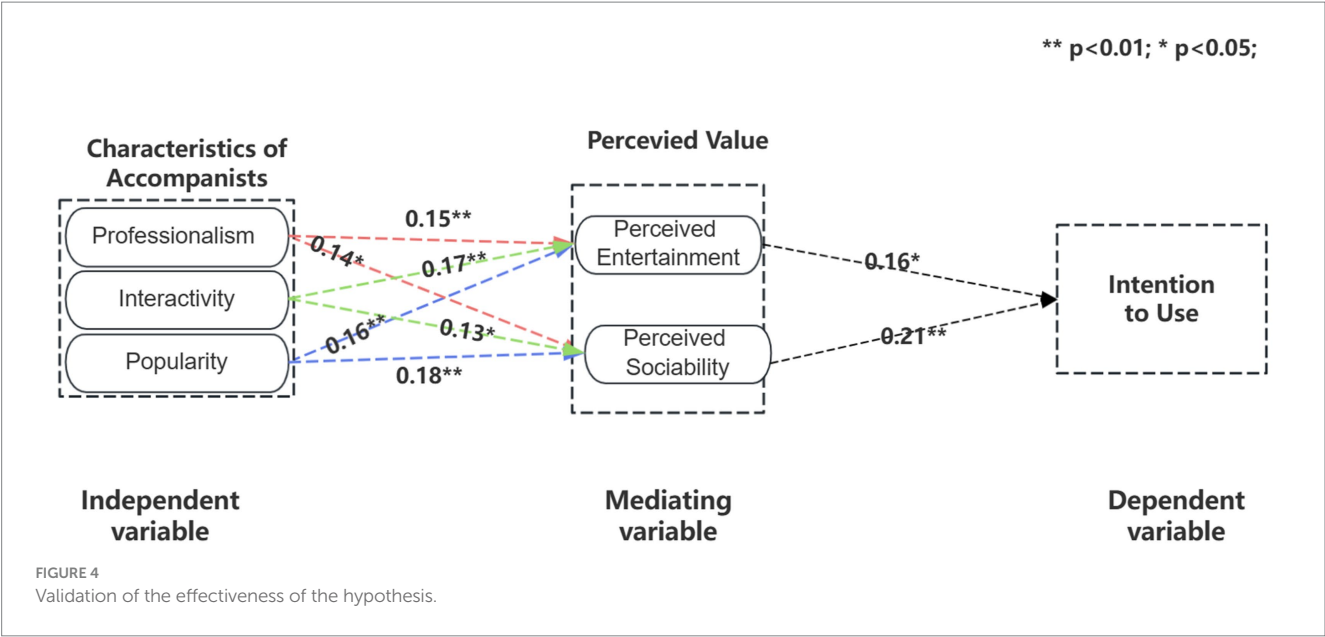 ** p<0.01; * p<0.05;
Characteristics of
Accompanists
Percevied Value
Professionalism
Interactivity
Popularity
0.15**
0.14*
0.17**
0.16**
0.13*
0.18**
Perceived
Entertainment
Perceived
Sociability
0.16*
0.21**
Intention
to Use
Independent
variable
Mediating
variable
Dependent
variable
FIGURE 4
Validation of the effectiveness of the hypothesis.